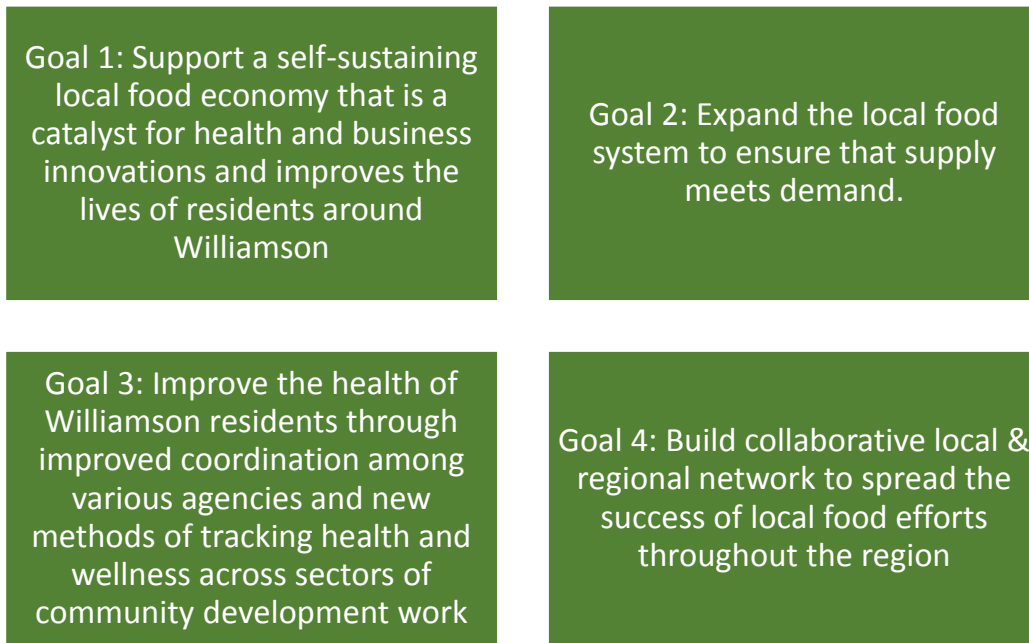 Goal 1: Support a self-sustaining
local food economy that is a
catalyst for health and business
innovations and improves the
lives of residents around
Williamson
Goal 2: Expand the local food
system to ensure that supply
meets demand.
Goal 3: Improve the health of
Williamson residents through
improved coordination among
various agencies and new
methods of tracking health and
wellness across sectors of
community development work
Goal 4: Build collaborative local &
regional network to spread the
success of local food efforts
throughout the region